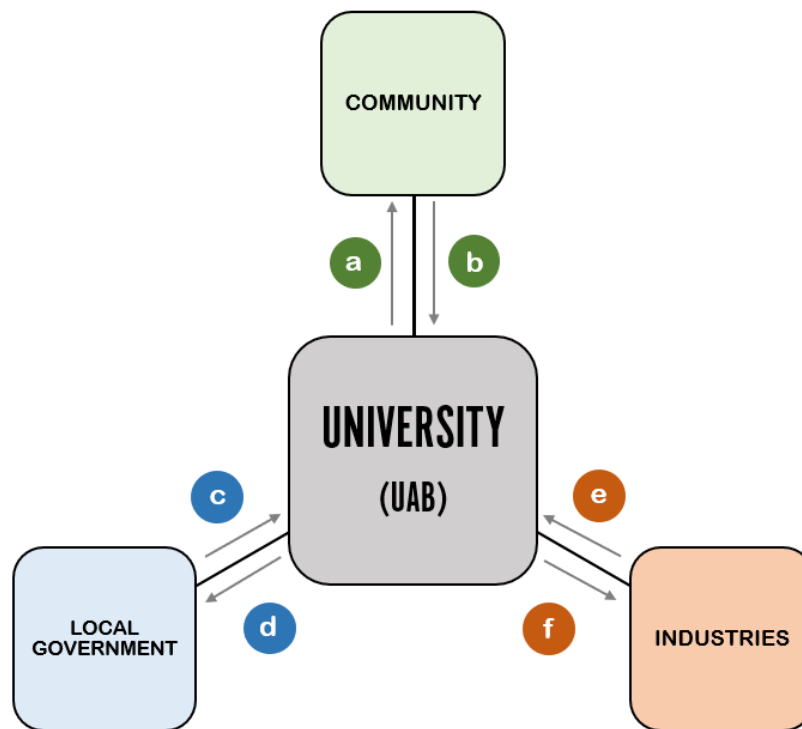 COMMUNITY
a
b
UNIVERSITY
(UAB)
c
e
LOCAL
GOVERNMENT
d
f
INDUSTRIES